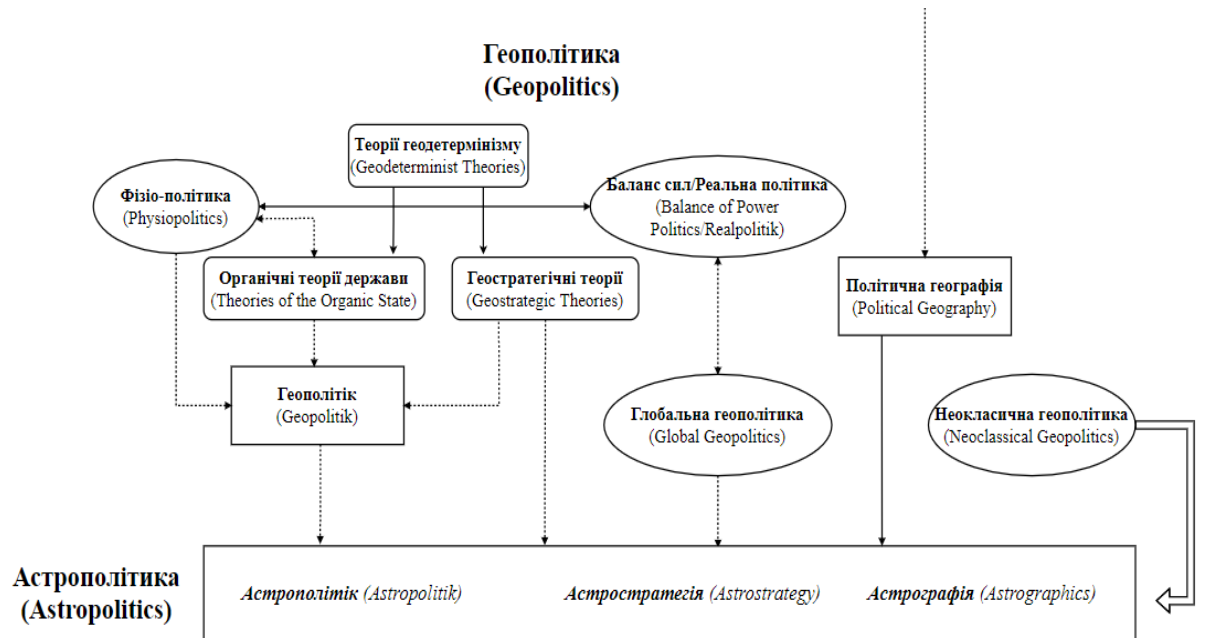 Геополітика
(Geopolitics)
Теорії геодетермінізму
(Geodeterminist Theories)
Фізіо-політика
(Physiopolitics)
Баланс сил/Реальна політика
(Balance of Power
Politics/Realpolitik)
Органічні теорії держави
(Theories of the Organic State)
Геостратегічні теорії
(Geostrategic Theories)
Політична географія
(Political Geography)
Геополітік
(Geopolitik)
Глобальна геополітика
(Global Geopolitics)
Неокласична геополітика
(Neoclassical Geopolitics)
Астрополітика
(Astropolitics)
Астрополітік (Astropolitik)
Астростратегія (Astrostrategy)
Астрографія (Astrographics)